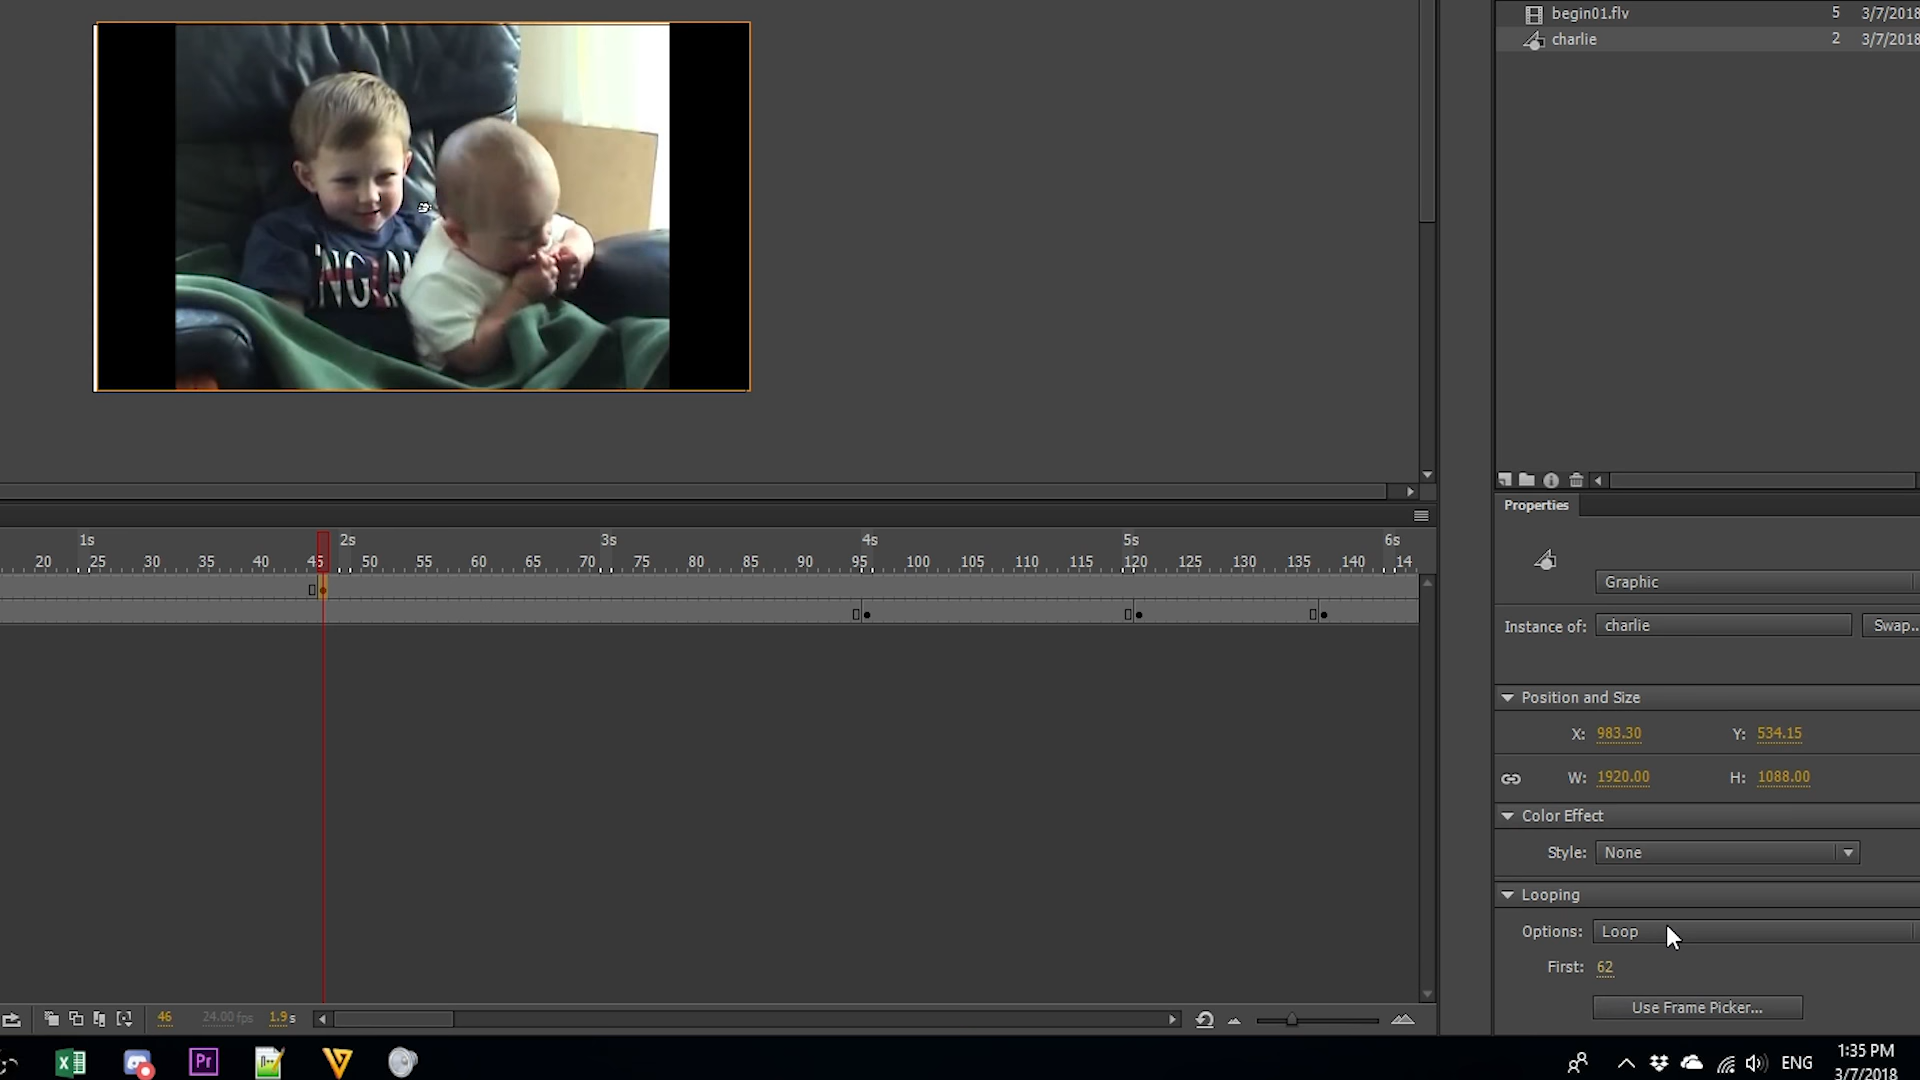 begin01.flv 5 3/7/2018
charlie 2 3/7/2018
NGLAN
Properties
1s 2s 3s 4s 5s 6s
20 25 30 35 40 45 50 55 60 65 70 75 80 85 90 95 100 105 110 115 120 125 130 135 140 14
Graphic
Instance of: charlie Swap..
Position and Size
X: 983.30 Y: 534.15
W: 1920.00 H: 1088.00
Color Effect
Style: None
Looping
Options: Loop
First: 62
Use Frame Picker...
46 24.00 fps 1.9 s
Pr
ENG
1:35 PM
3/7/2018